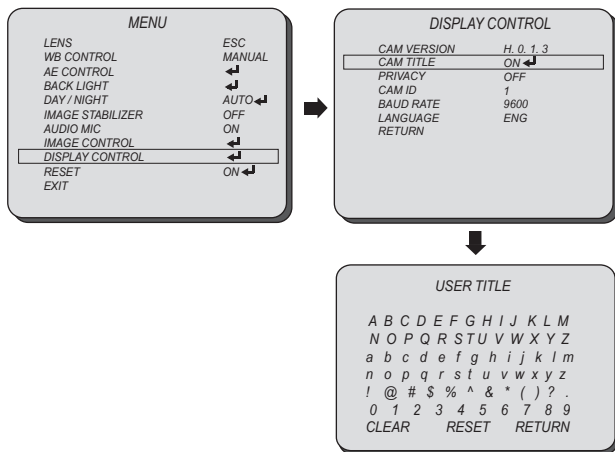 MENU
LENS ESC
WB CONTROL MANUAL
AE CONTROL
BACK LIGHT
DAY / NIGHT AUTO
IMAGE STABILIZER OFF
AUDIO MIC ON
IMAGE CONTROL
DISPLAY CONTROL
RESET ON
EXIT
DISPLAY CONTROL
CAM VERSION H. 0. 1. 3
CAM TITLE ON
PRIVACY OFF
CAM ID 1
BAUD RATE 9600
LANGUAGE ENG
RETURN
USER TITLE
A B C D E F G H I J K L M
N O P Q R S T U V W X Y Z
a b c d e f g h i j k l m
n o p q r s t u v w x y z
! @ # $ % ^ & * ( ) ? .
0 1 2 3 4 5 6 7 8 9
CLEAR RESET RETURN